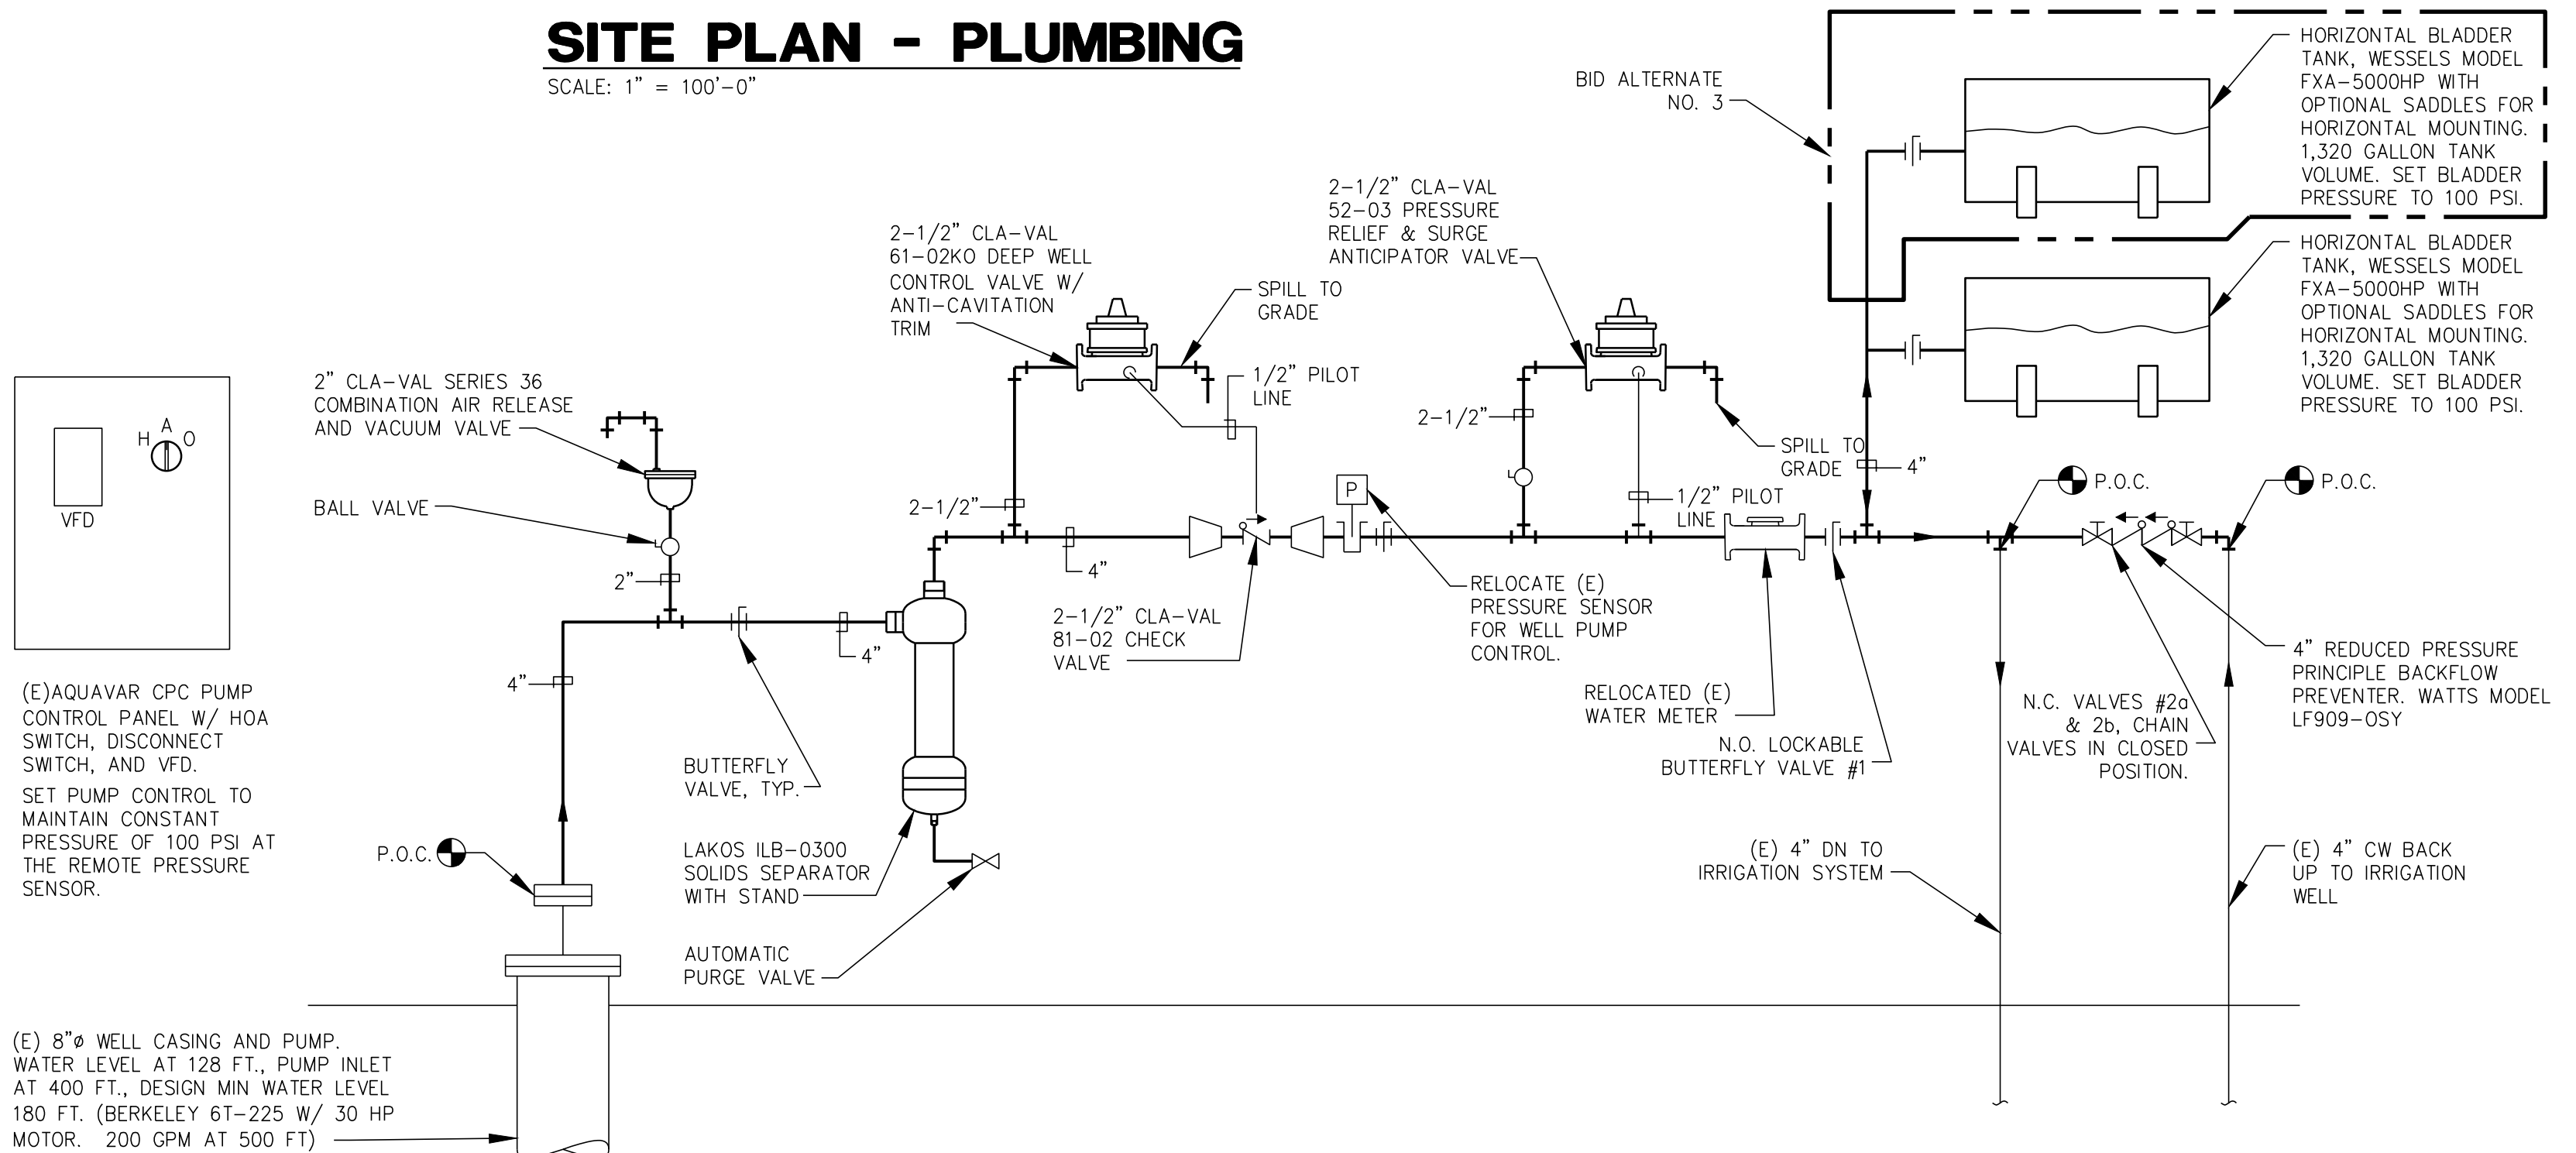 SITE PLAN - PLUMBING
SCALE: 1" = 100'-0"
BID ALTERNATE
NO. 3
HORIZONTAL BLADDER
TANK, WESSELS MODEL
FXA-5000HP WITH
OPTIONAL SADDLES FOR
HORIZONTAL MOUNTING.
1,320 GALLON TANK
VOLUME. SET BLADDER
PRESSURE TO 100 PSI.
HORIZONTAL BLADDER
TANK, WESSELS MODEL
FXA-5000HP WITH
OPTIONAL SADDLES FOR
HORIZONTAL MOUNTING.
1,320 GALLON TANK
VOLUME. SET BLADDER
PRESSURE TO 100 PSI.
2-1/2" CLA-VAL
52-03 PRESSURE
RELIEF & SURGE
ANTICIPATOR VALVE
2-1/2" CLA-VAL
61-02KO DEEP WELL
CONTROL VALVE W/
ANTI-CAVITATION
TRIM
SPILL TO
GRADE
1/2" PILOT
LINE
2" CLA-VAL SERIES 36
COMBINATION AIR RELEASE
AND VACUUM VALVE
H A O
VFD
BALL VALVE
2"
2-1/2"
4"
2-1/2"
P
SPILL TO
GRADE
4"
1/2" PILOT
LINE
P.O.C.
P.O.C.
2-1/2" CLA-VAL
81-02 CHECK
VALVE
RELOCATE (E)
PRESSURE SENSOR
FOR WELL PUMP
CONTROL.
4"
4"
(E)AQUAVAR CPC PUMP
CONTROL PANEL W/ HOA
SWITCH, DISCONNECT
SWITCH, AND VFD.
SET PUMP CONTROL TO
MAINTAIN CONSTANT
PRESSURE OF 100 PSI AT
THE REMOTE PRESSURE
SENSOR.
RELOCATED (E)
WATER METER
N.O. LOCKABLE
BUTTERFLY VALVE #1
N.C. VALVES #2a
& 2b, CHAIN
VALVES IN CLOSED
POSITION.
4" REDUCED PRESSURE
PRINCIPLE BACKFLOW
PREVENTER. WATTS MODEL
LF909-OSY
BUTTERFLY
VALVE, TYP.
P.O.C.
LAKOS ILB-0300
SOLIDS SEPARATOR
WITH STAND
AUTOMATIC
PURGE VALVE
(E) 4" DN TO
IRRIGATION SYSTEM
(E) 4" CW BACK
UP TO IRRIGATION
WELL
(E) 8"ø WELL CASING AND PUMP.
WATER LEVEL AT 128 FT., PUMP INLET
AT 400 FT., DESIGN MIN WATER LEVEL
180 FT. (BERKELEY 6T-225 W/ 30 HP
MOTOR. 200 GPM AT 500 FT)